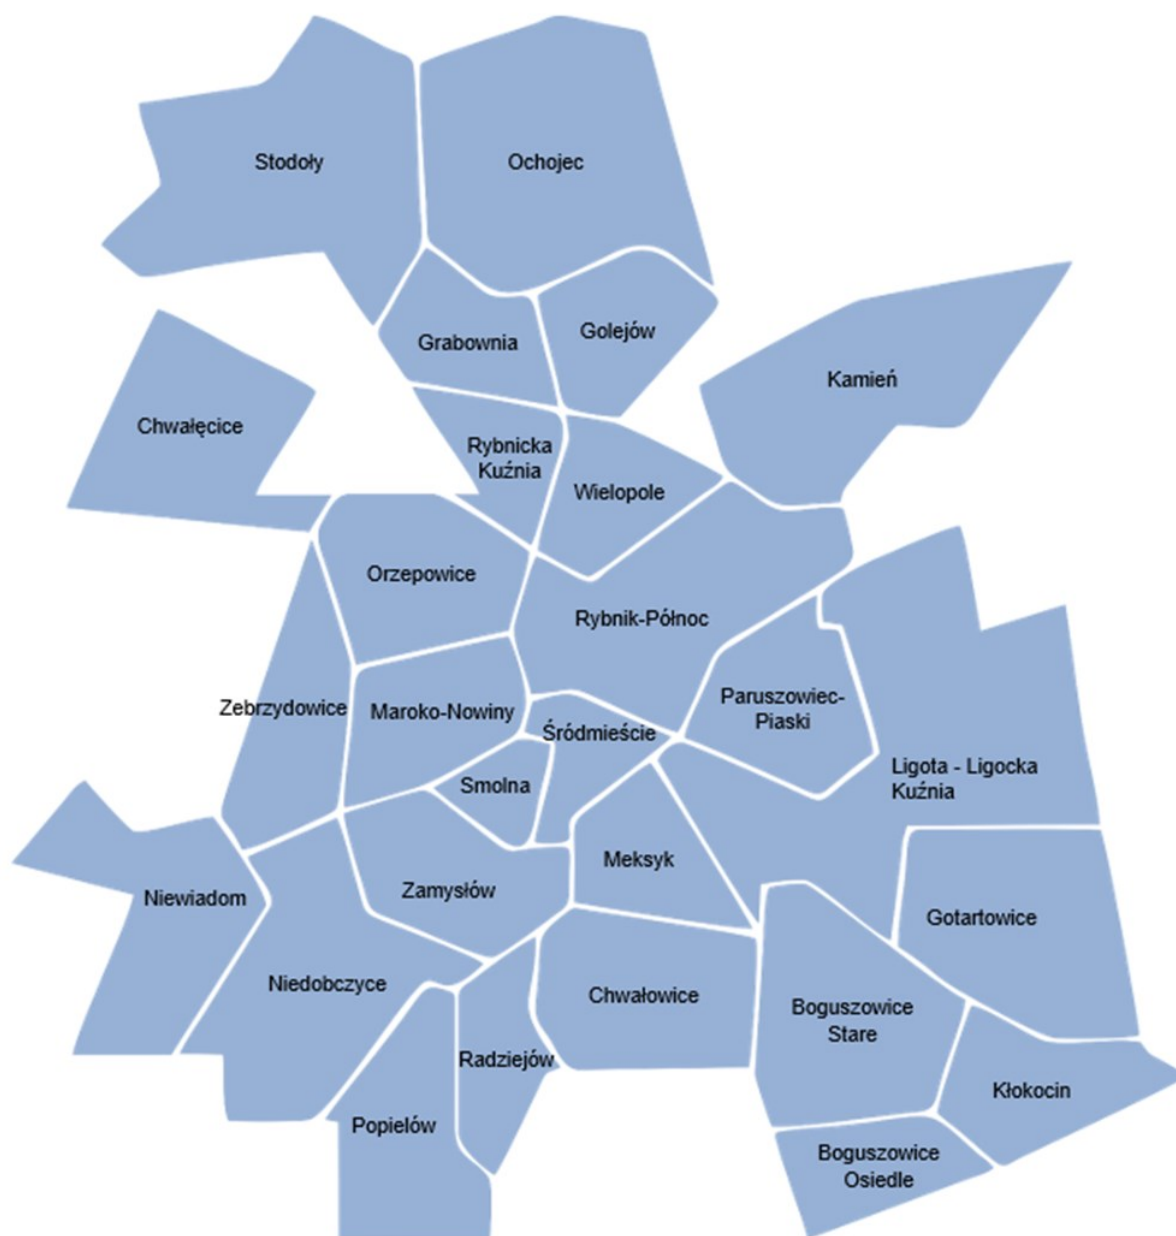 Stodoły
Ochojec
Grabownia
Golejów
Kamień
Chwałęcice
Rybnicka
Kuźnia
Wielopole
Orzepowice
Rybnik-Północ
Zebrzydowice
Maroko-Nowiny
Paruszowiec-
Piaski
Śródmieście
Smolna
Ligota - Ligocka
Kuźnia
Meksyk
Niewiadom
Zamysłów
Gotartowice
Niedobczyce
Chwałowice
Boguszowice
Stare
Radziejów
Kłokocin
Popielów
Boguszowice
Osiedle